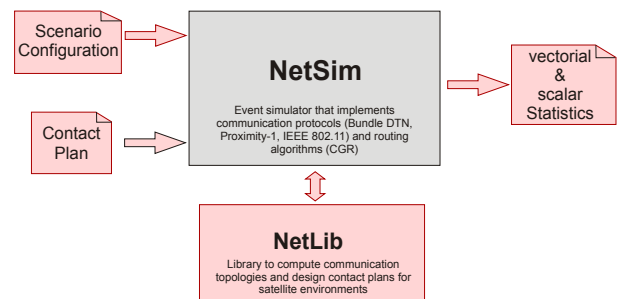 Scenario
Configuration
Contact
Plan
NetSim
Event simulator that implements
communication protocols (Bundle DTN,
Proximity-1, IEEE 802.11) and routing
algorithms (CGR)
vectorial
&
scalar
Statistics
NetLib
Library to compute communication
topologies and design contact plans for
satellite environments